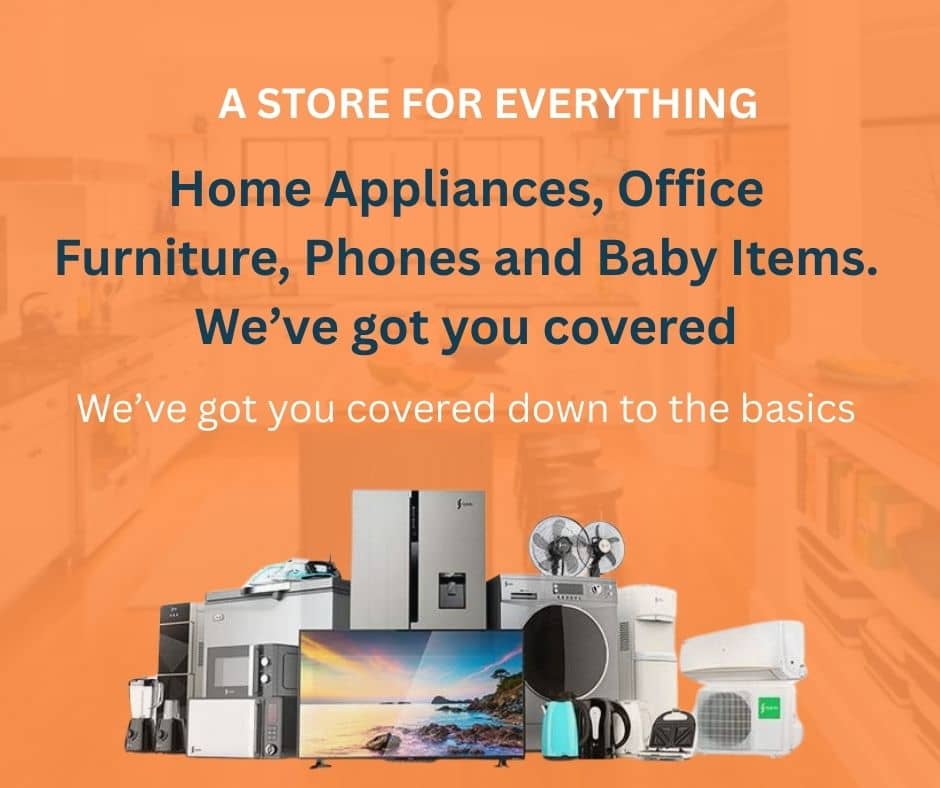 A STORE FOR EVERYTHING
Home Appliances, Office
Furniture, Phones and Baby Items.
We’ve got you covered
We’ve got you covered down to the basics